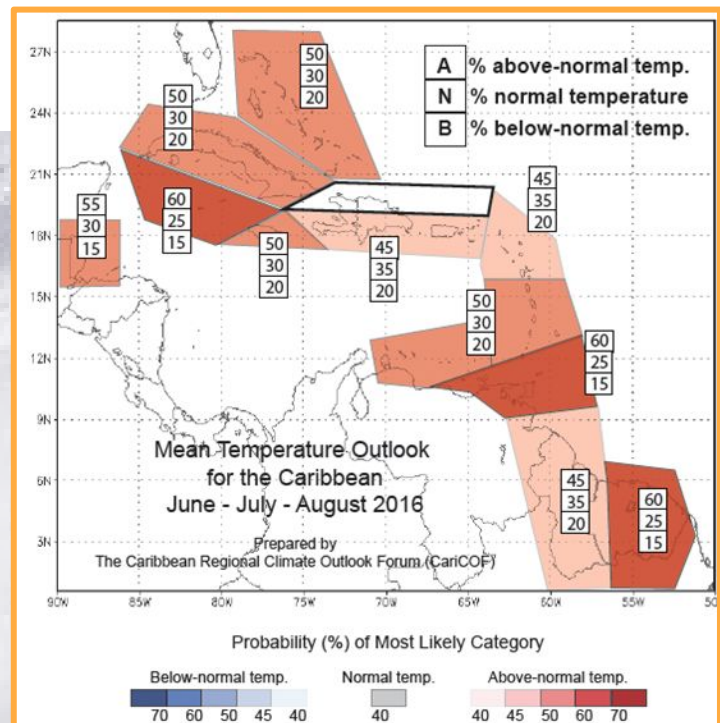 27N
24N
21N
18N
15N
12N
9N
6N
3N
90W
85W
80W
75W
70W
65W
60W
55W
50
A % above-normal temp.
N % normal temperature
B % below-normal temp.
50
30
20
50
30
20
60
25
15
55
30
15
50
30
20
45
35
20
45
35
20
50
30
20
60
25
15
45
35
20
60
25
15
Mean Temperature Outlook
for the Caribbean
June - July - August 2016
Prepared by
The Caribbean Regional Climate Outlook Forum (CariCOF)
Probability (%) of Most Likely Category
Below-normal temp.
70 60 50 45 40
Normal temp.
40
Above-normal temp.
40 45 50 60 70